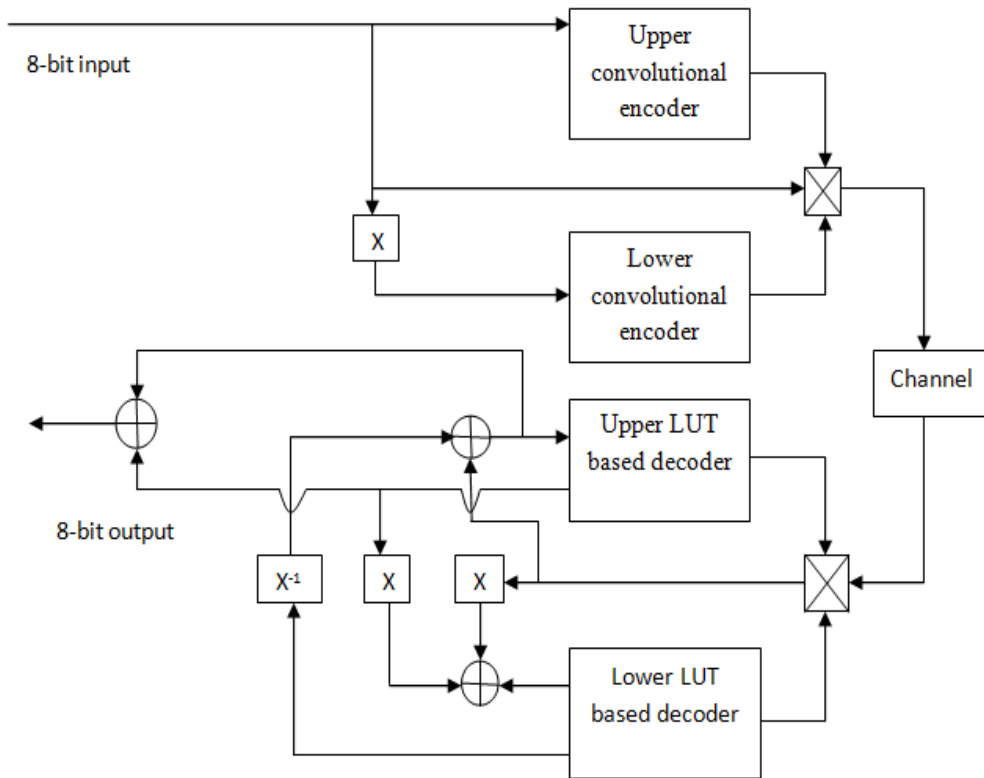 8-bit input
Upper
convolutional
encoder
X
Lower
convolutional
encoder
Channel
Upper LUT
based decoder
8-bit output
X-1
X
X
Lower LUT
based decoder